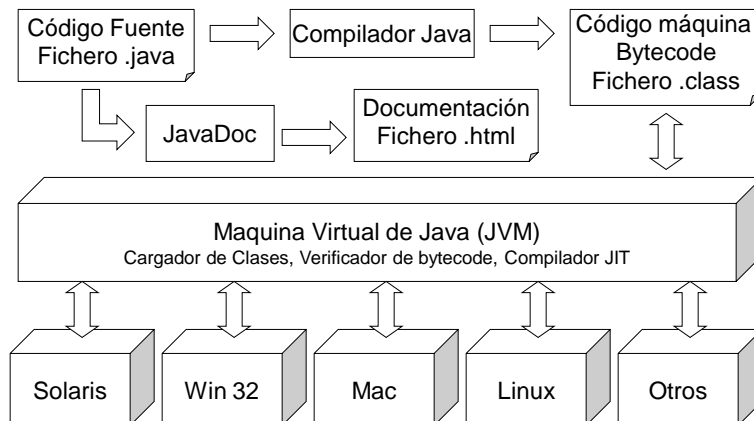 Código Fuente
Fichero .java
Compilador Java
Código máquina
Bytecode
Fichero .class
JavaDoc
Documentación
Fichero .html
Maquina Virtual de Java (JVM)
Cargador de Clases, Verificador de bytecode, Compilador JIT
Solaris
Win 32
Mac
Linux
Otros